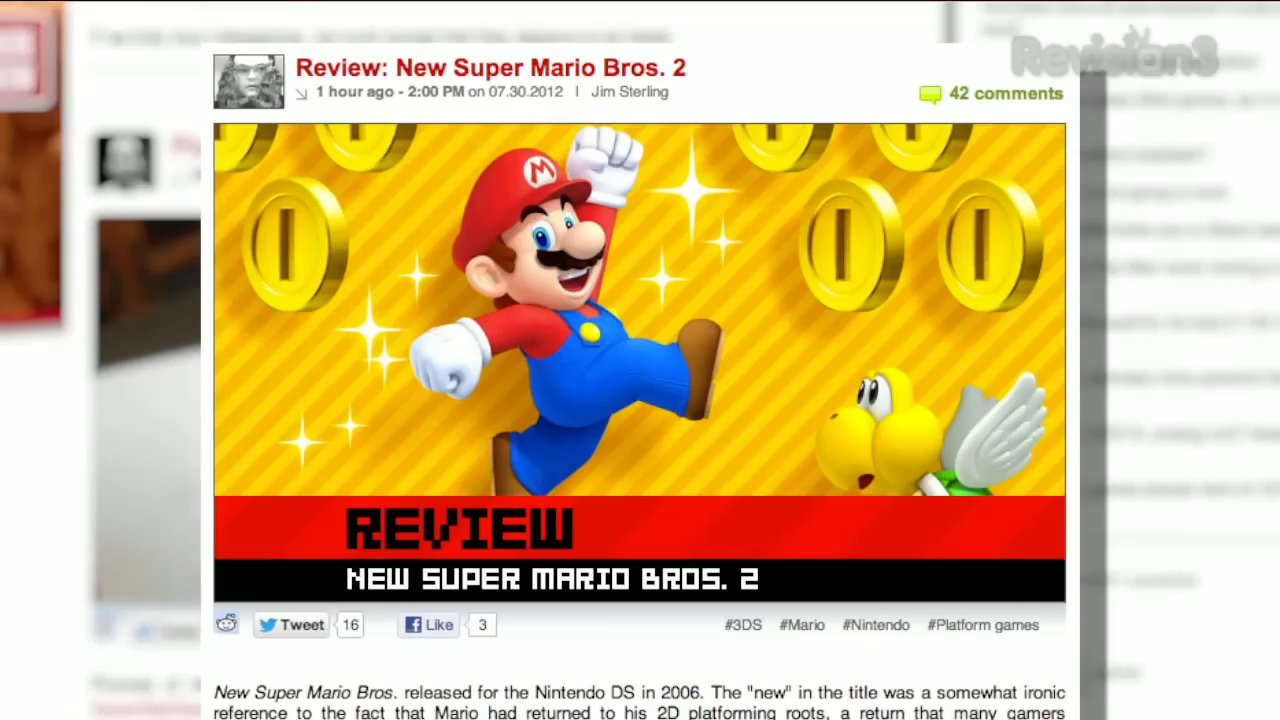 Revision3
Review: New Super Mario Bros. 2
1 hour ago - 2:00 PM on 07.30.2012 | Jim Sterling
42 comments
M
REVIEW
NEW SUPER MARIO BROS. 2
Tweet 16 Like 3 #3DS #Mario #Nintendo #Platform games
New Super Mario Bros. released for the Nintendo DS in 2006. The "new" in the title was a somewhat ironic
reference to the fact that Mario had returned to his 2D platforming roots, a return that many gamers